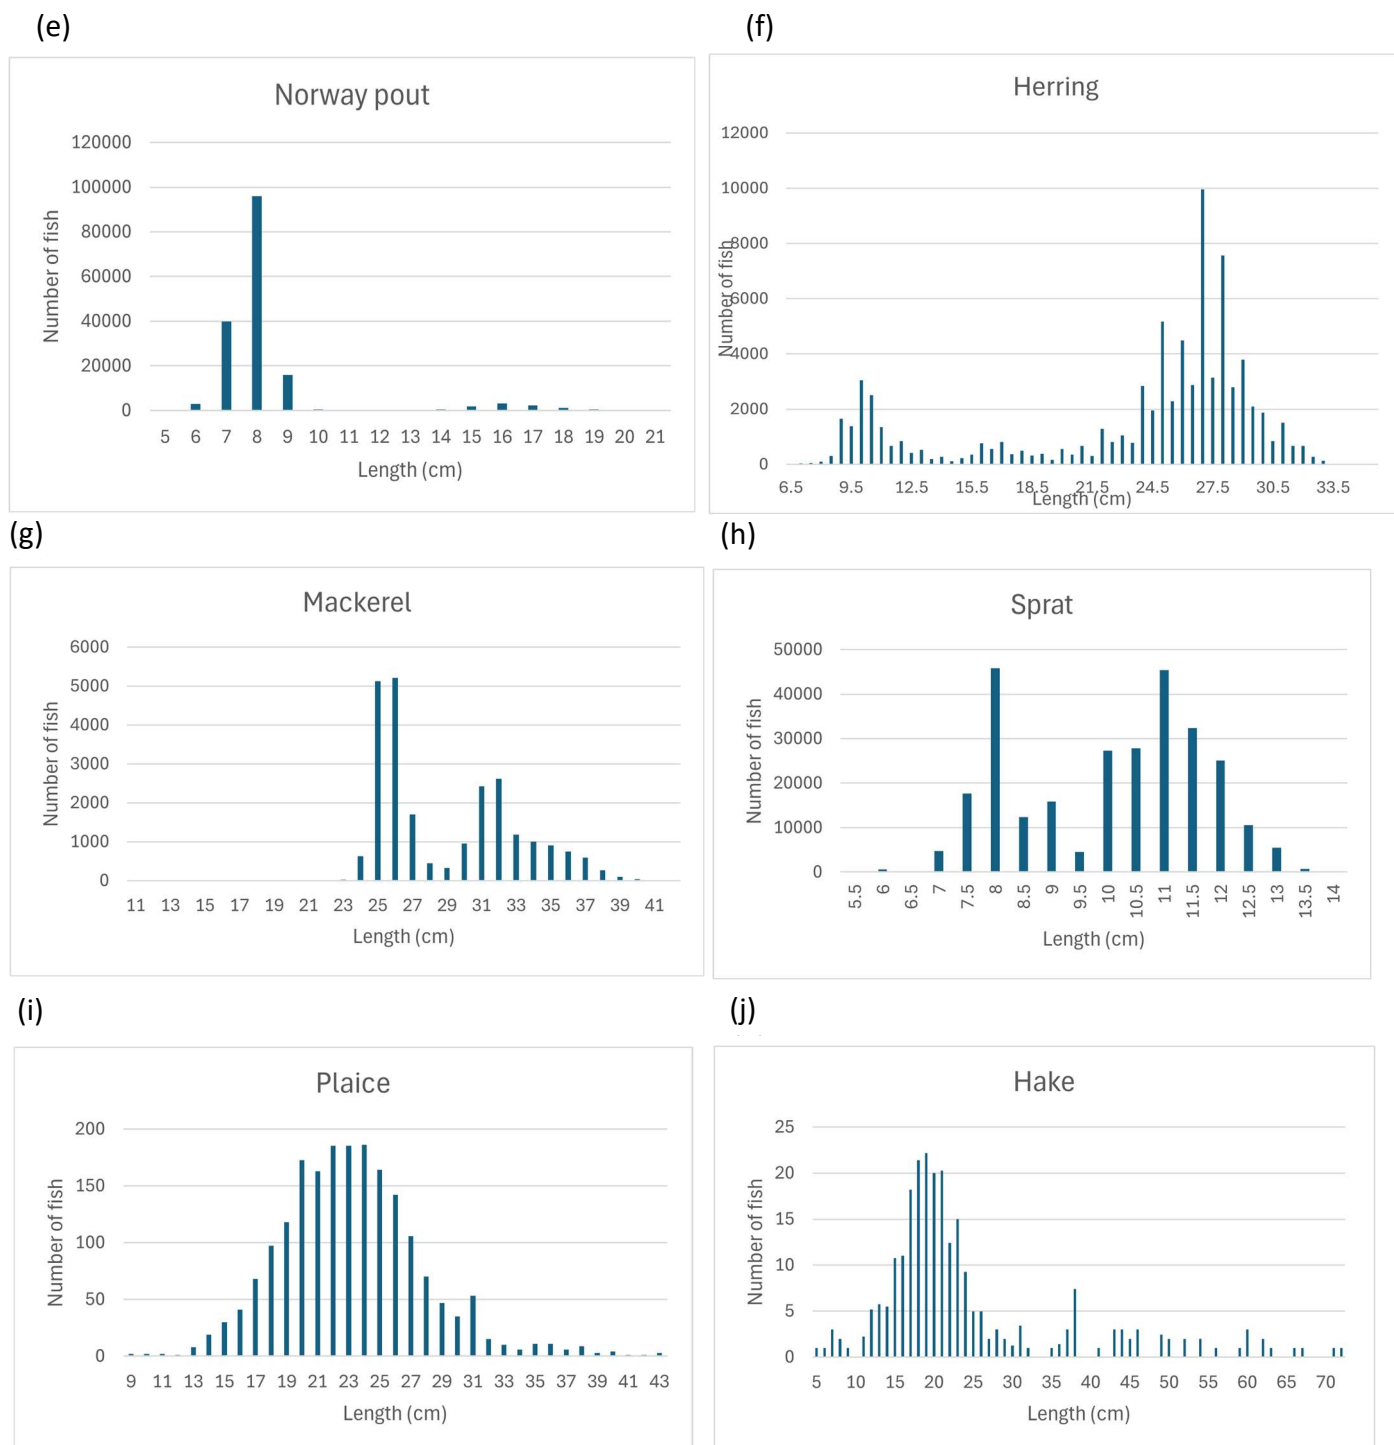 (e)
Norway pout
120000
100000
80000
60000
40000
20000
0
Number of fish
5 6 7 8 9 10 11 12 13 14 15 16 17 18 19 20 21
Length (cm)
(f)
Herring
12000
10000
8000
6000
4000
2000
0
Number of fish
6.5 9.5 12.5 15.5 18.5 21.5 24.5 27.5 30.5 33.5
Length (cm)
(g)
Mackerel
6000
5000
4000
3000
2000
1000
0
Number of fish
11 13 15 17 19 21 23 25 27 29 31 33 35 37 39 41
Length (cm)
(h)
Sprat
50000
40000
30000
20000
10000
0
Number of fish
5.5 6 6.5 7 7.5 8 8.5 9 9.5 10 10.5 11 11.5 12 12.5 13 13.5 14
Length (cm)
(i)
Plaice
200
150
100
50
0
Number of fish
9 11 13 15 17 19 21 23 25 27 29 31 33 35 37 39 41 43
Length (cm)
(j)
Hake
25
20
15
10
5
0
Number of fish
5 10 15 20 25 30 35 40 45 50 55 60 65 70
Length (cm)